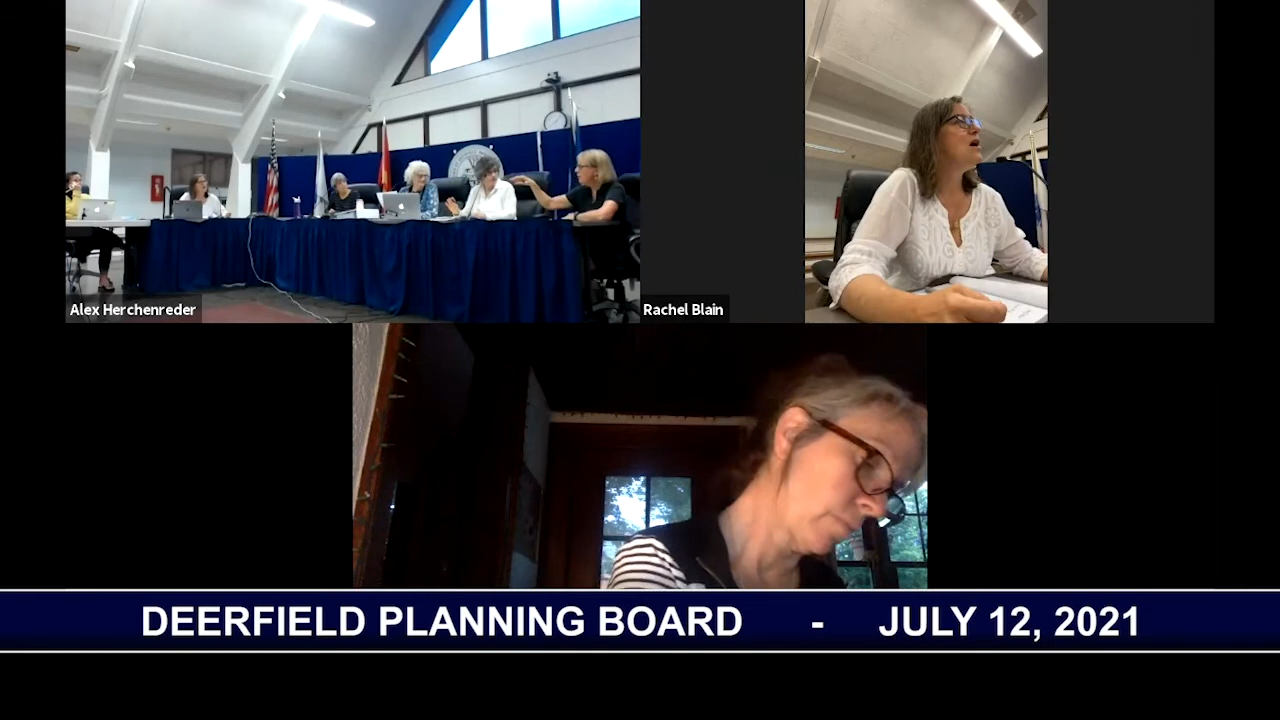 Alex Herchenreder
Rachel Blain
DEERFIELD PLANNING BOARD - JULY 12, 2021